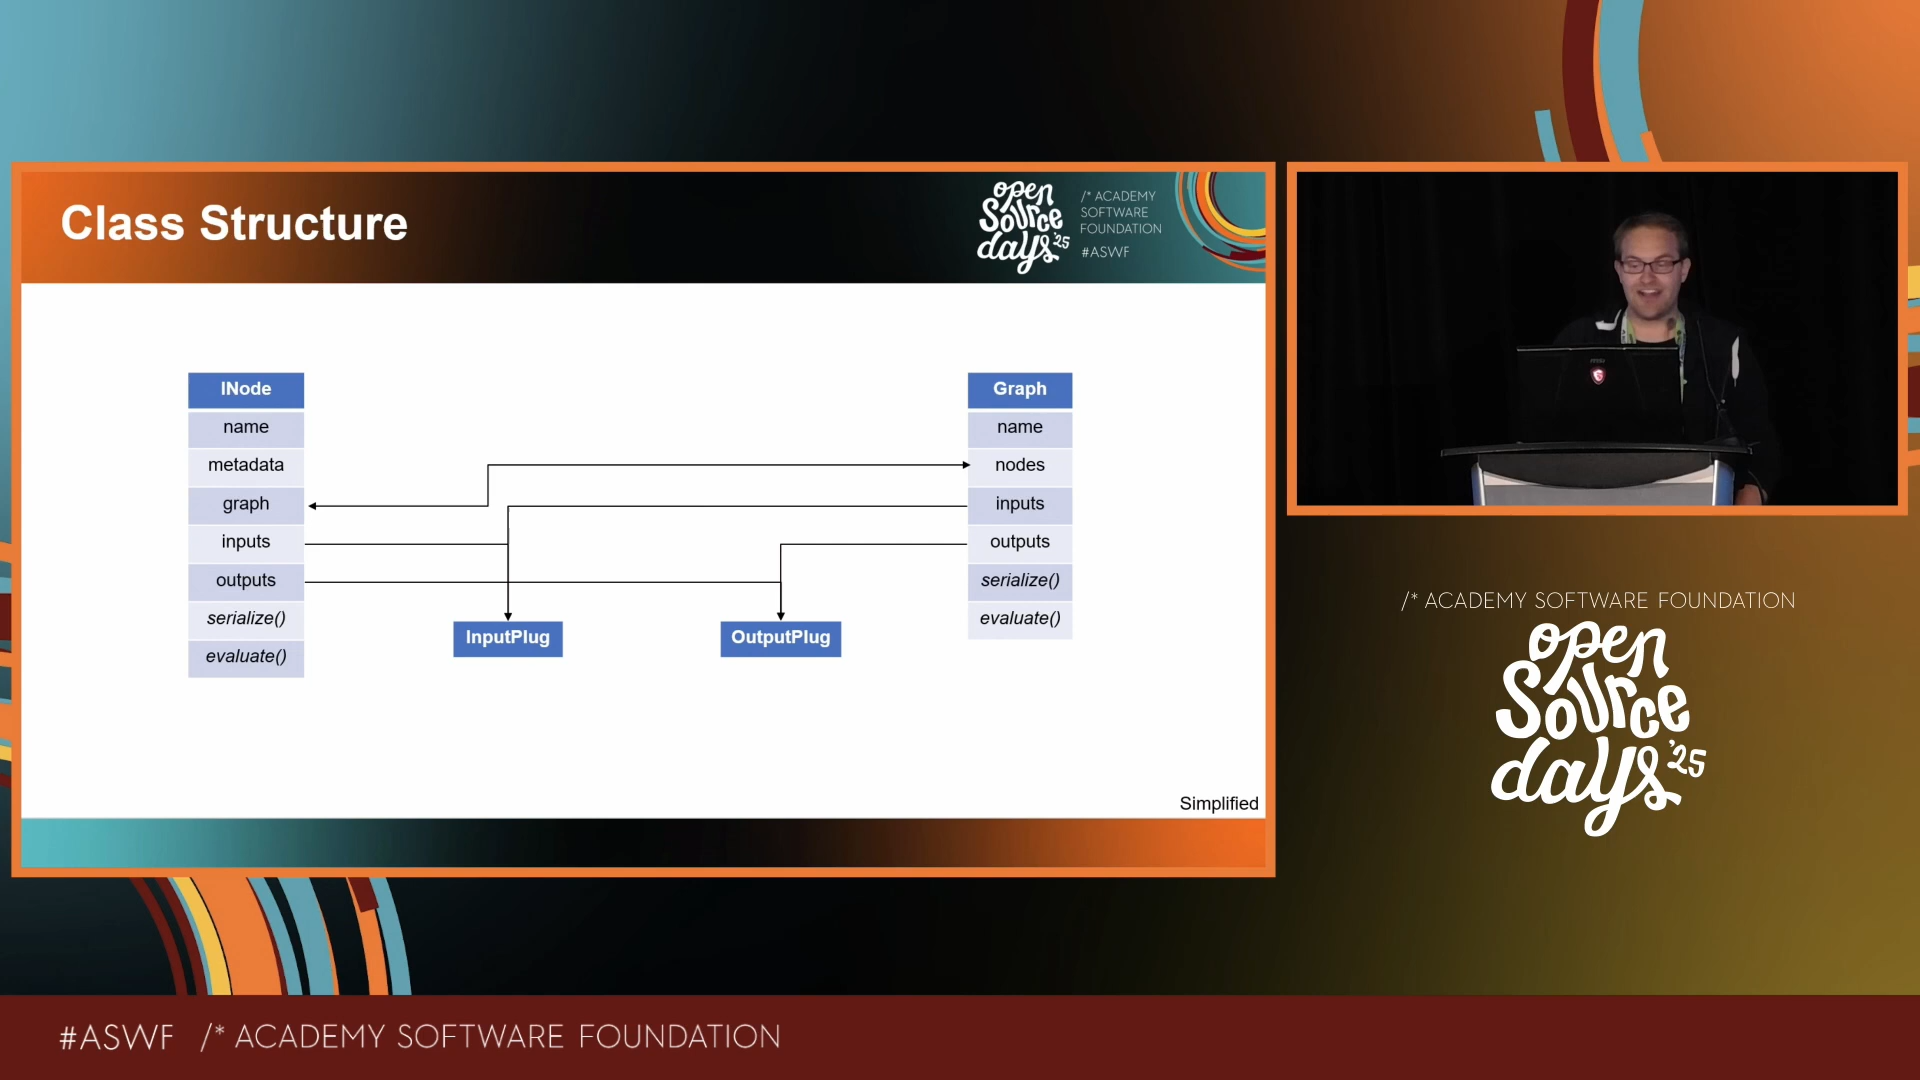 Class Structure
open
Source
days '25
/* ACADEMY
SOFTWARE
FOUNDATION
#ASWF
INode
name
metadata
graph
inputs
outputs
serialize()
evaluate()
InputPlug
OutputPlug
Graph
name
nodes
inputs
outputs
serialize()
evaluate()
Simplified
/* ACADEMY SOFTWARE FOUNDATION
open
Source
days '25
#ASWF /* ACADEMY SOFTWARE FOUNDATION